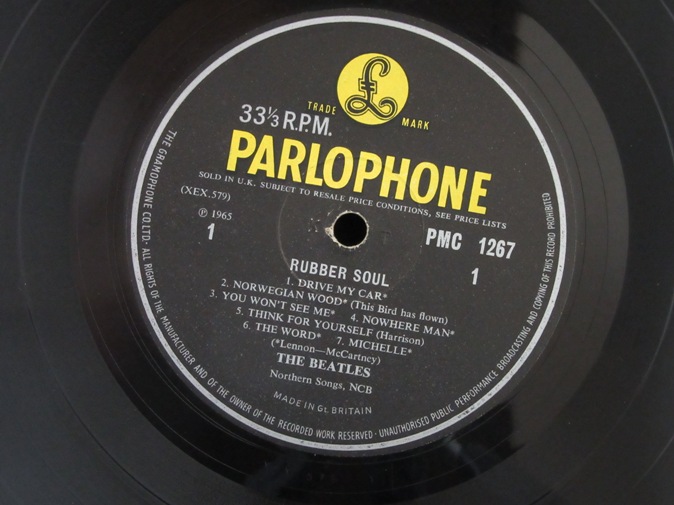 £
TRADE MARK
33⅓ R.P.M.
PARLOPHONE
SOLD IN U.K. SUBJECT TO RESALE PRICE CONDITIONS, SEE PRICE LISTS
(XEX.579)
℗ 1965
1
PMC 1267
1
RUBBER SOUL
1. DRIVE MY CAR*
2. NORWEGIAN WOOD* (This Bird has flown)
3. YOU WON'T SEE ME* 4. NOWHERE MAN*
5. THINK FOR YOURSELF (Harrison)
6. THE WORD* 7. MICHELLE*
(*Lennon—McCartney)
THE BEATLES
Northern Songs, NCB
MADE IN Gt. BRITAIN
THE GRAMOPHONE CO. LTD· ALL RIGHTS OF THE MANUFACTURER AND OF THE OWNER OF THE RECORDED WORK RESERVED · UNAUTHORISED PUBLIC PERFORMANCE BROADCASTING AND COPYING OF THIS RECORD PROHIBITED